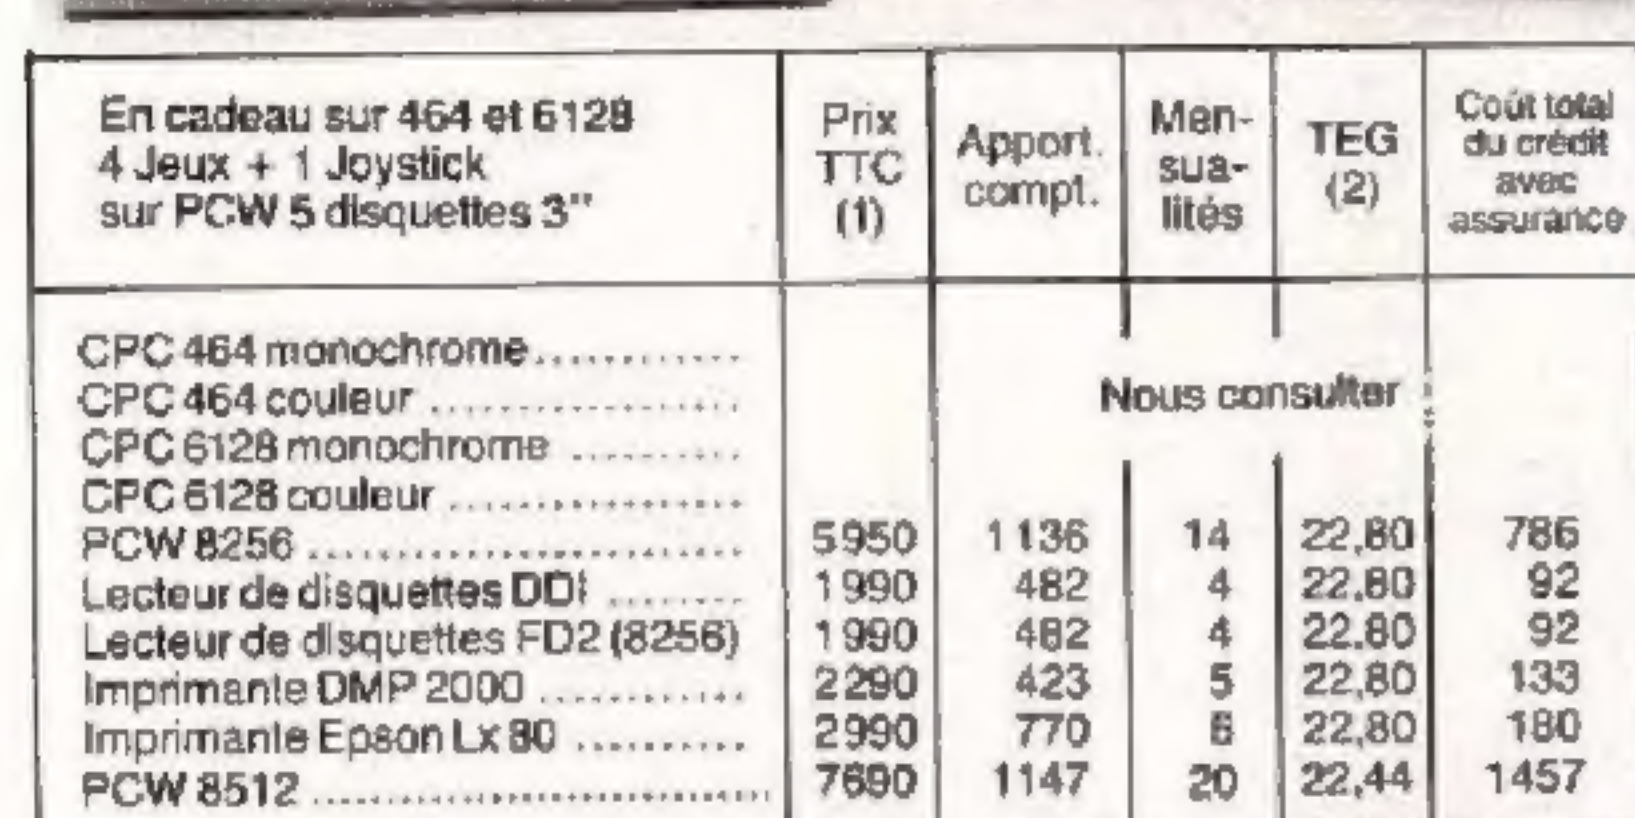 En cadeau sur 464 et 6128
4 Jeux + 1 Joystick
sur PCW 5 disquettes 3"
Prix
TTC
(1)
Apport.
compt.
Men-
sua-
lités
TEG
(2)
Coût total
du crédit
avec
assurance
CPC 464 monochrome............
CPC 464 couleur ..................
CPC 6128 monochrome ..........
CPC 6128 couleur .................
Nous consulter
PCW 8256 .......................... 5950 1136 14 22,80 786
Lecteur de disquettes DDI ........ 1990 482 4 22,80 92
Lecteur de disquettes FD2 (8256) 1990 482 4 22,80 92
Imprimante DMP 2000 ............ 2290 423 5 22,80 133
Imprimante Epson Lx 80 .......... 2990 770 6 22,80 180
PCW 8512 ............................ 7690 1147 20 22,44 1457